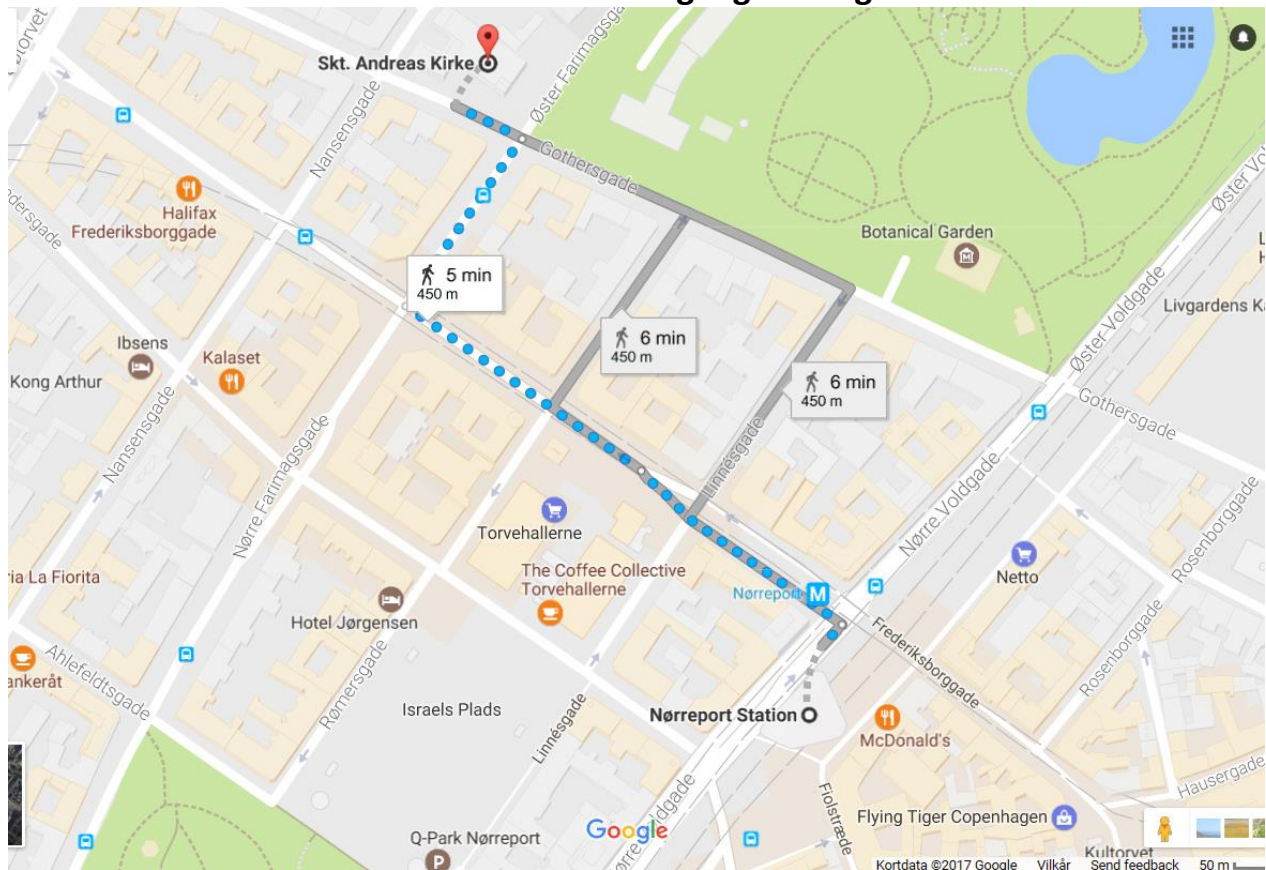 Skt. Andreas Kirke
Øster Farimagsga
Gothersgade
Nansensgade
Halifax
Frederiksborggade
Botanical Garden
Øster Voldgade
5 min
450 m
6 min
450 m
6 min
450 m
Livgardens Ka
Ibsens
Kong Arthur
Kalaset
Nansensgade
Nørre Farimagsgade
Linnésgade
Nørre Voldgade
Gothersgade
Rosenborggade
Torvehallerne
The Coffee Collective
Torvehallerne
Nørreport
M
Netto
ria La Fiorita
Hotel Jørgensen
Frederiksborggade
Rosenborggade
ankeråt
Ahlefeldtsgade
Rømersgade
Israels Plads
Linnésgade
Nørreport Station
McDonald's
Hausergade
Fiolstræde
Flying Tiger Copenhagen
Google
Q-Park Nørreport
P
Kultorvet
Kortdata ©2017 Google Vilkår Send feedback 50 m